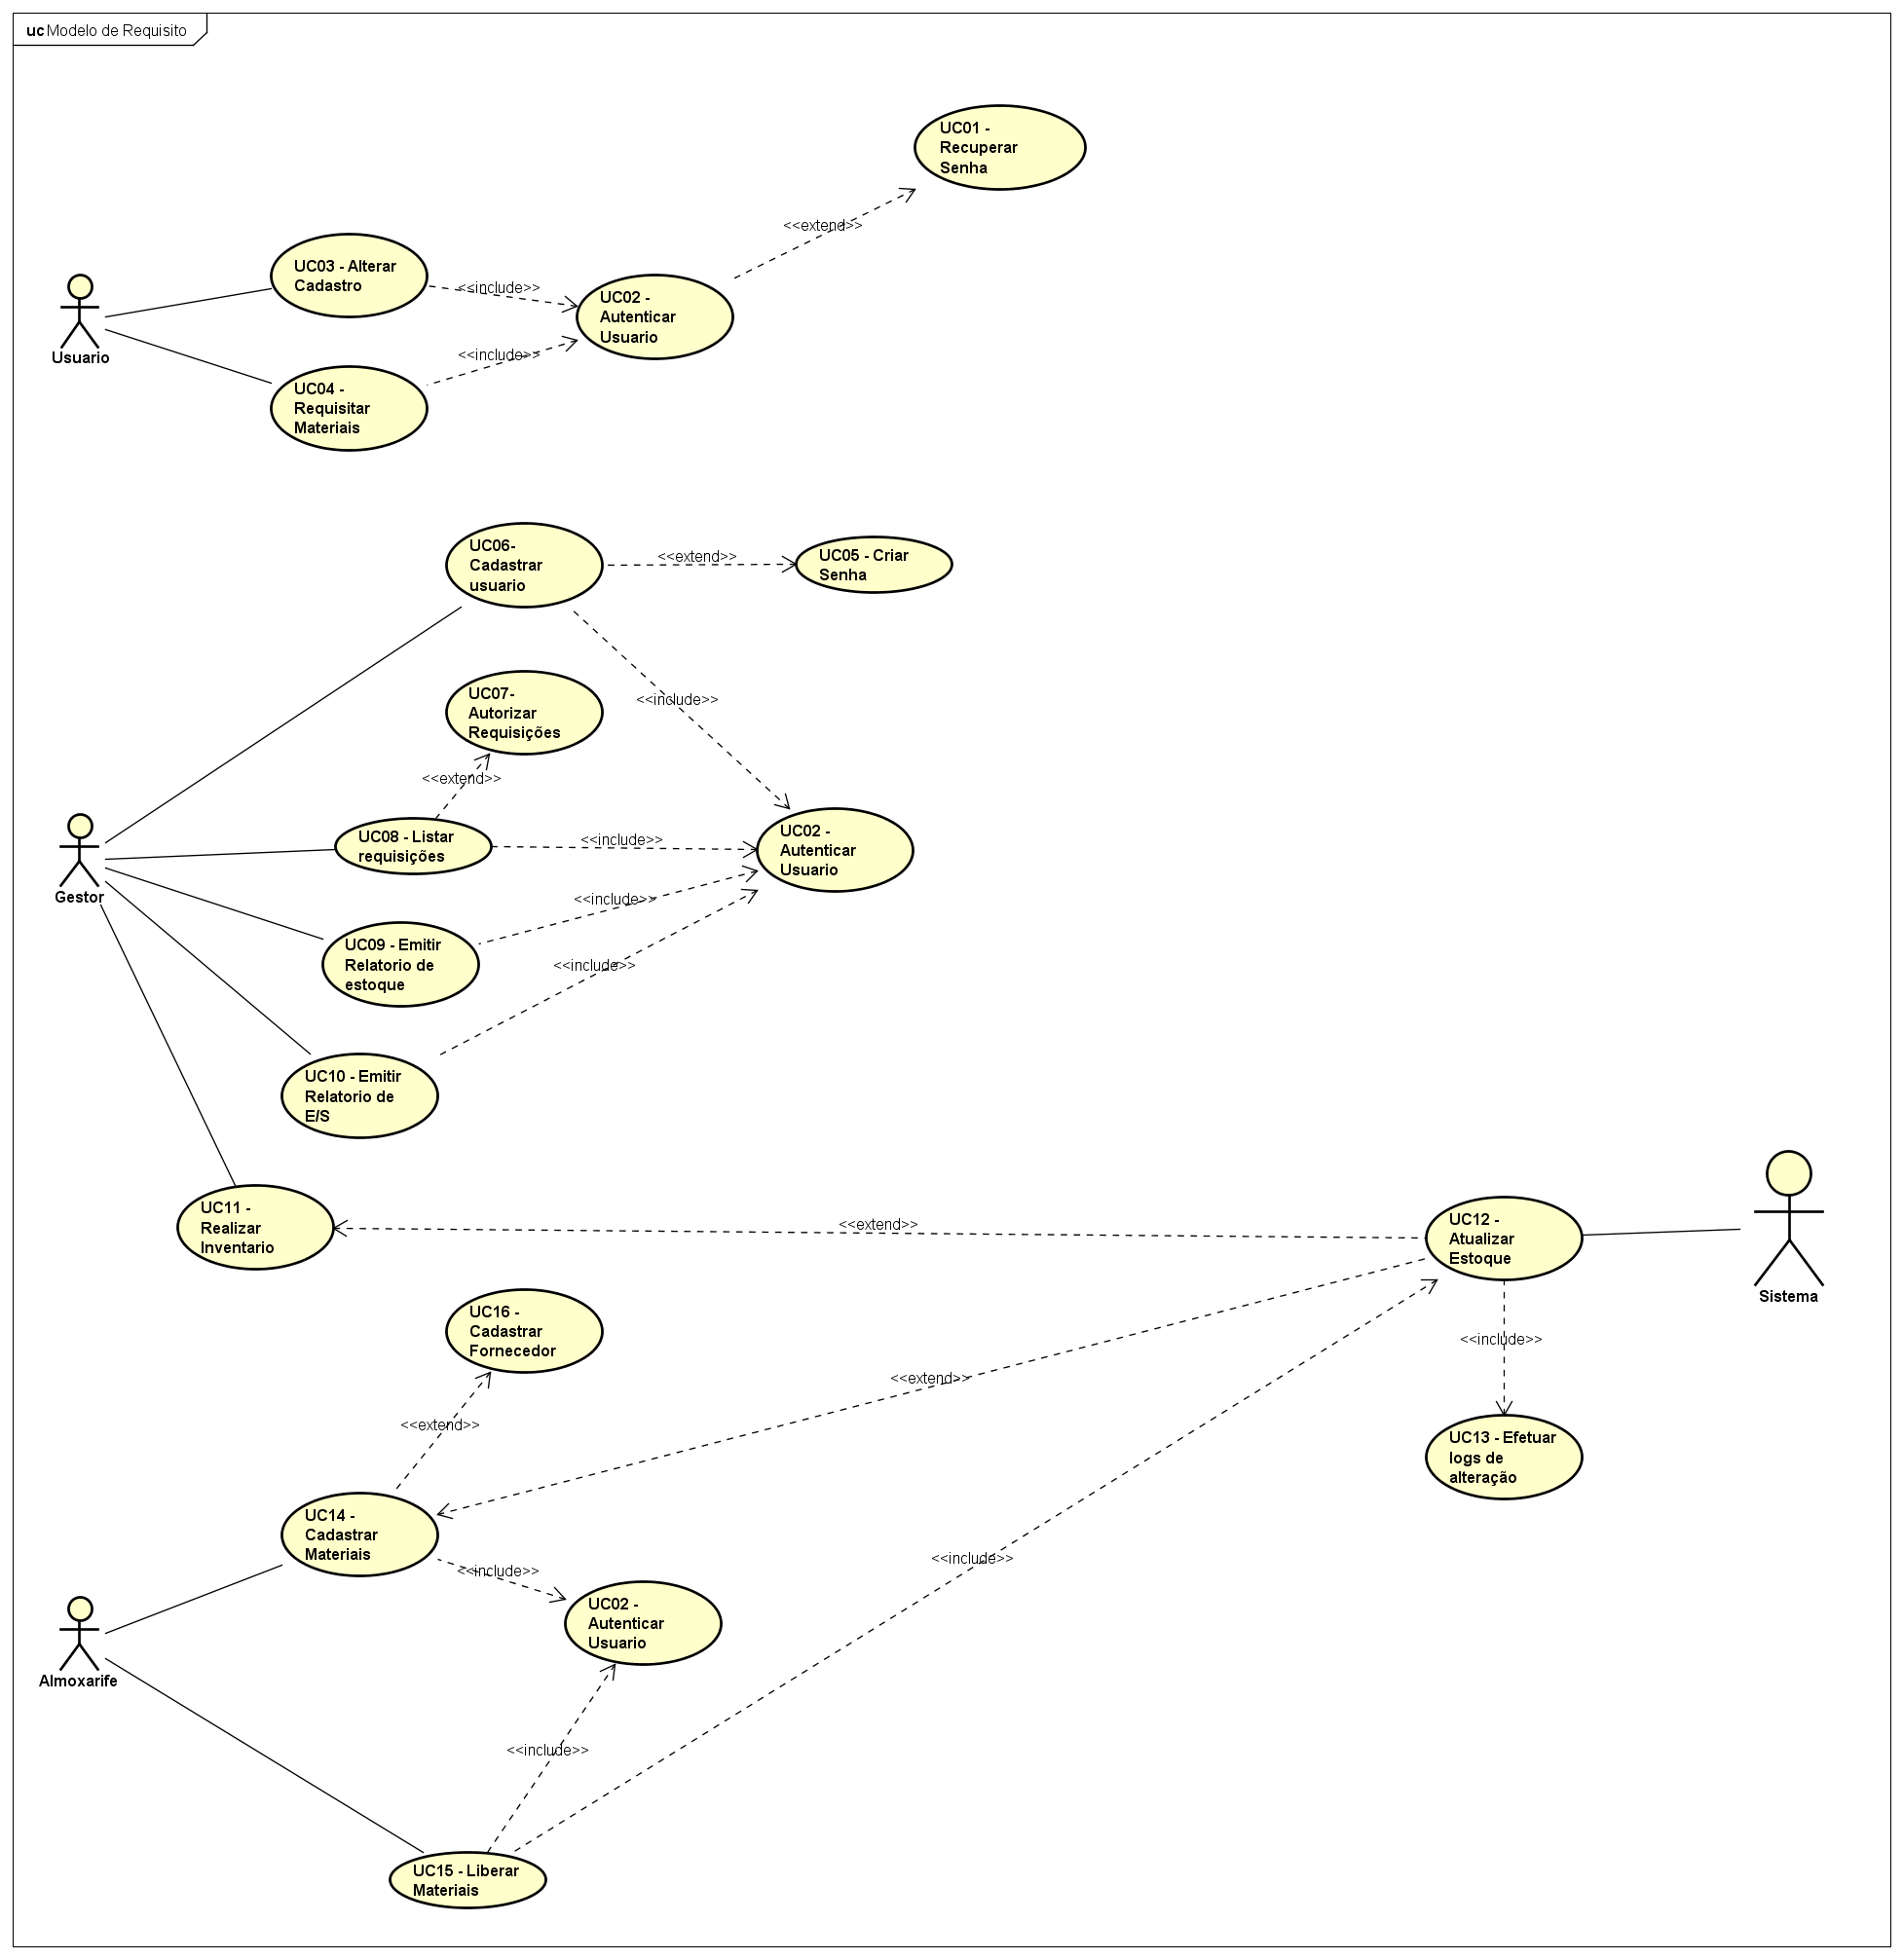 uc Modelo de Requisito
UC01 -
Recuperar
Senha
<<extend>>
UC03 - Alterar
Cadastro
<<include>>
UC02 -
Autenticar
Usuario
Usuario
<<include>>
UC04 -
Requisitar
Materiais
UC06-
Cadastrar
usuario
<<extend>>
UC05 - Criar
Senha
<<include>>
UC07-
Autorizar
Requisições
<<extend>>
UC08 - Listar
requisições
<<include>>
UC02 -
Autenticar
Usuario
Gestor
<<include>>
UC09 - Emitir
Relatorio de
estoque
<<include>>
UC10 - Emitir
Relatorio de
E/S
UC11 -
Realizar
Inventario
<<extend>>
UC12 -
Atualizar
Estoque
Sistema
UC16 -
Cadastrar
Fornecedor
<<include>>
<<extend>>
<<extend>>
UC13 - Efetuar
logs de
alteração
UC14 -
Cadastrar
Materiais
<<include>>
<<include>>
UC02 -
Autenticar
Usuario
Almoxarife
<<include>>
UC15 - Liberar
Materiais